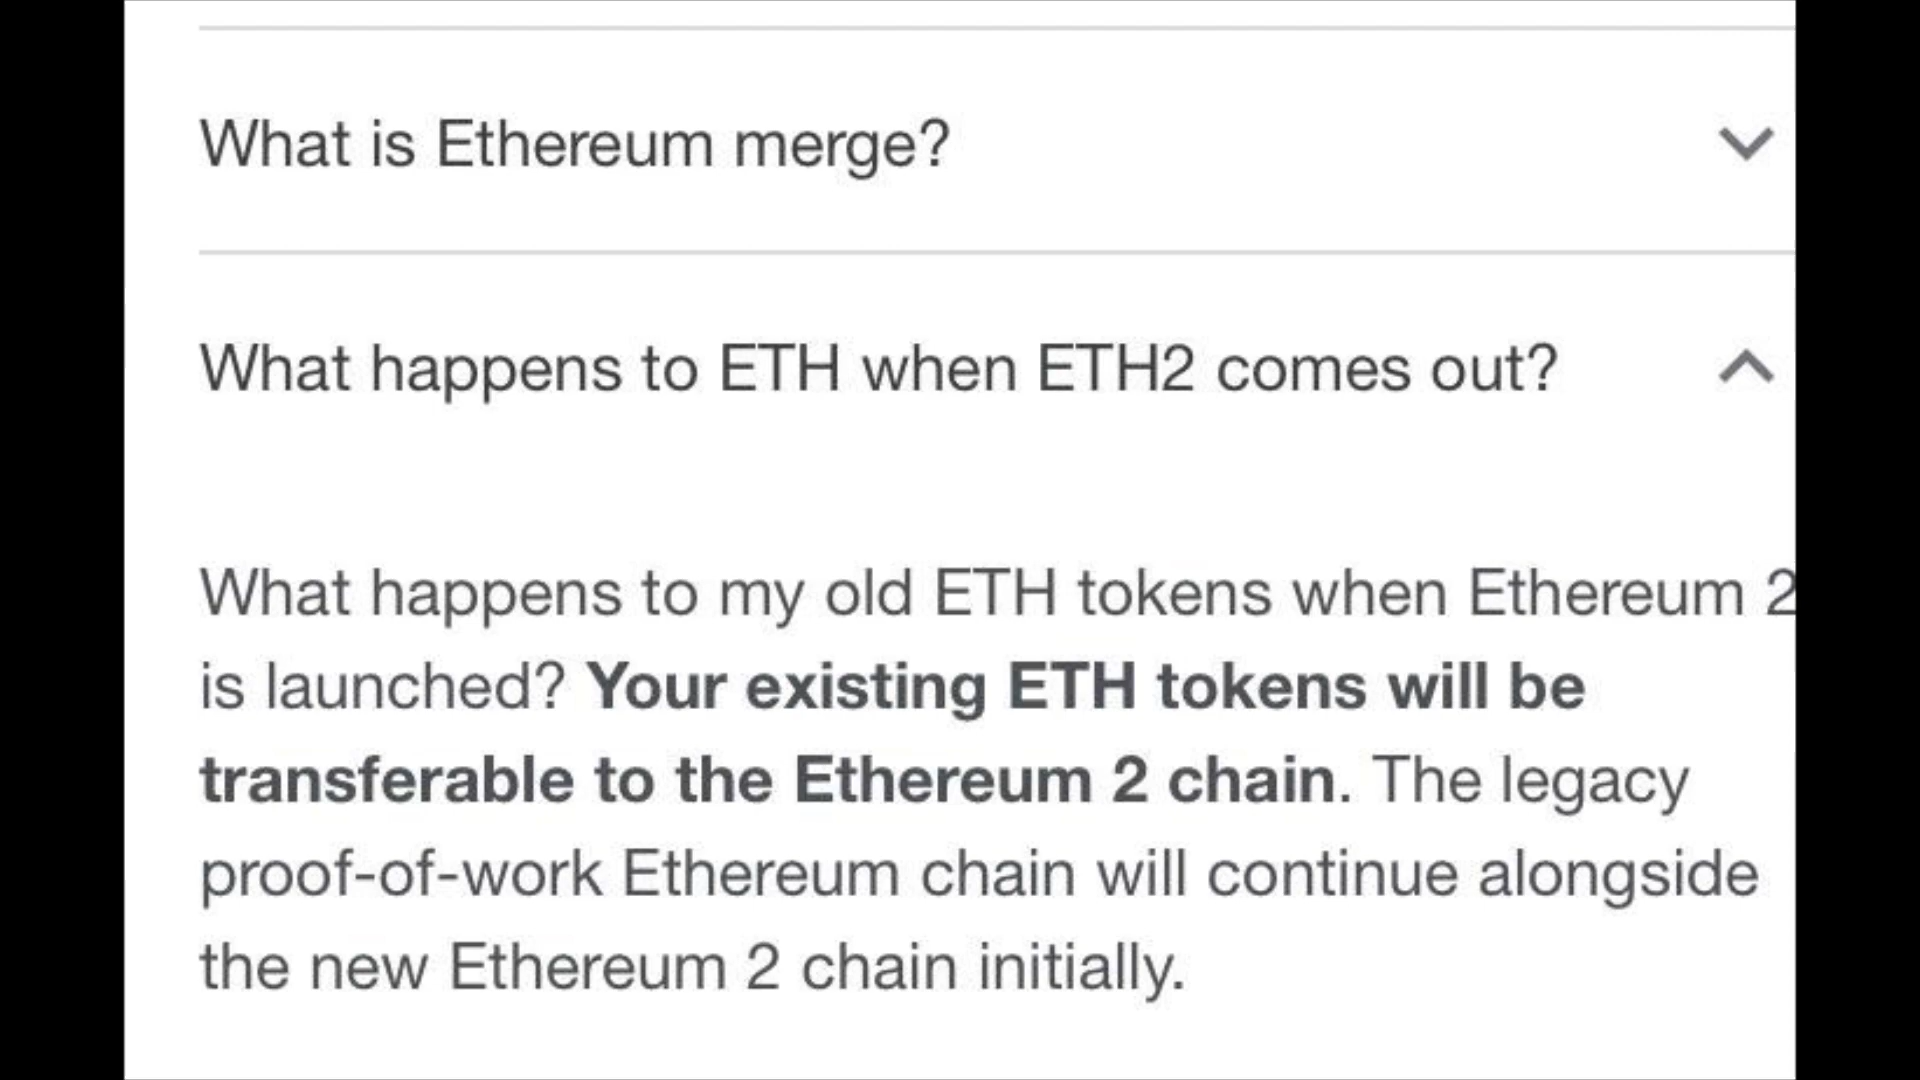 What is Ethereum merge?
What happens to ETH when ETH2 comes out?
What happens to my old ETH tokens when Ethereum 2
is launched? Your existing ETH tokens will be
transferable to the Ethereum 2 chain. The legacy
proof-of-work Ethereum chain will continue alongside
the new Ethereum 2 chain initially.